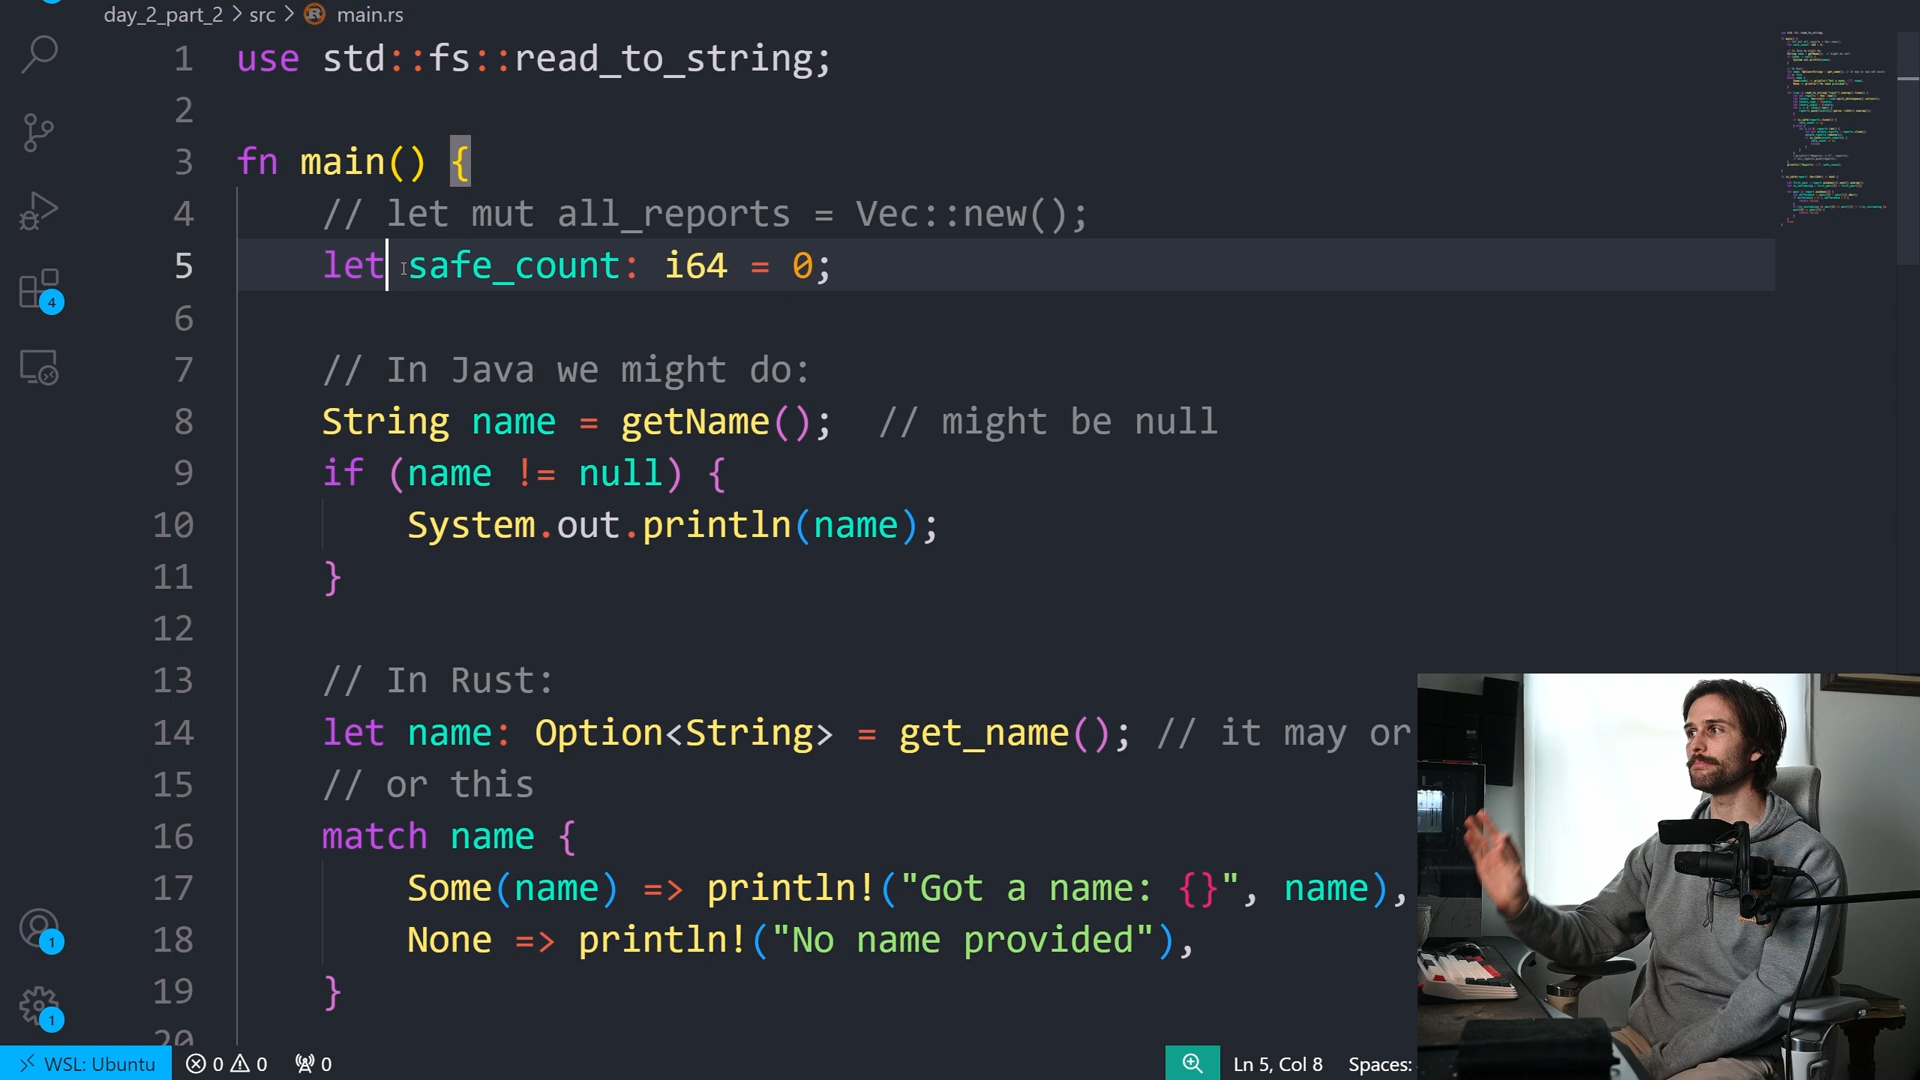 day_2_part_2 > src > main.rs
1 use std::fs::read_to_string;
2
3 fn main() {
4 // let mut all_reports = Vec::new();
5 let safe_count: i64 = 0;
6
7 // In Java we might do:
8 String name = getName(); // might be null
9 if (name != null) {
10 System.out.println(name);
11 }
12
13 // In Rust:
14 let name: Option<String> = get_name(); // it may or
15 // or this
16 match name {
17 Some(name) => println!("Got a name: {}", name),
18 None => println!("No name provided"),
19 }
20
4
1
1
WSL: Ubuntu 0 0 0 Ln 5, Col 8 Spaces: